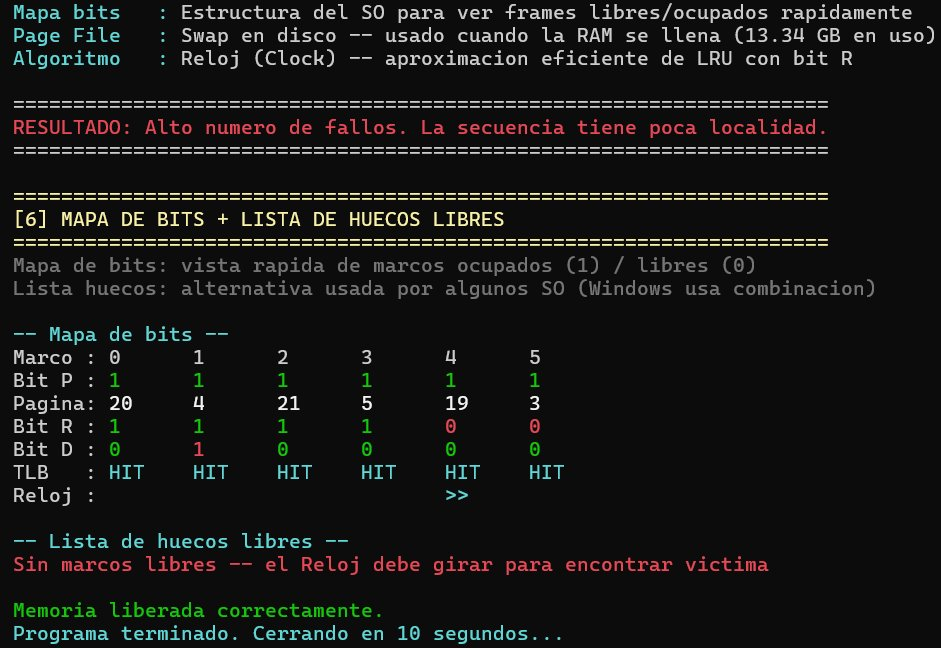 Mapa bits   : Estructura del SO para ver frames libres/ocupados rapidamente
Page File   : Swap en disco -- usado cuando la RAM se llena (13.34 GB en uso)
Algoritmo   : Reloj (Clock) -- aproximacion eficiente de LRU con bit R
====================================================================
RESULTADO: Alto numero de fallos. La secuencia tiene poca localidad.
====================================================================
====================================================================
[6] MAPA DE BITS + LISTA DE HUECOS LIBRES
====================================================================
Mapa de bits: vista rapida de marcos ocupados (1) / libres (0)
Lista huecos: alternativa usada por algunos SO (Windows usa combinacion)
-- Mapa de bits --
Marco : 0      1      2      3      4      5
Bit P : 1      1      1      1      1      1
Pagina: 20     4      21     5      19     3
Bit R : 1      1      1      1      0      0
Bit D : 0      1      0      0      0      0
TLB   : HIT    HIT    HIT    HIT    HIT    HIT
Reloj :                             >>
-- Lista de huecos libres --
Sin marcos libres -- el Reloj debe girar para encontrar victima
Memoria liberada correctamente.
Programa terminado. Cerrando en 10 segundos...